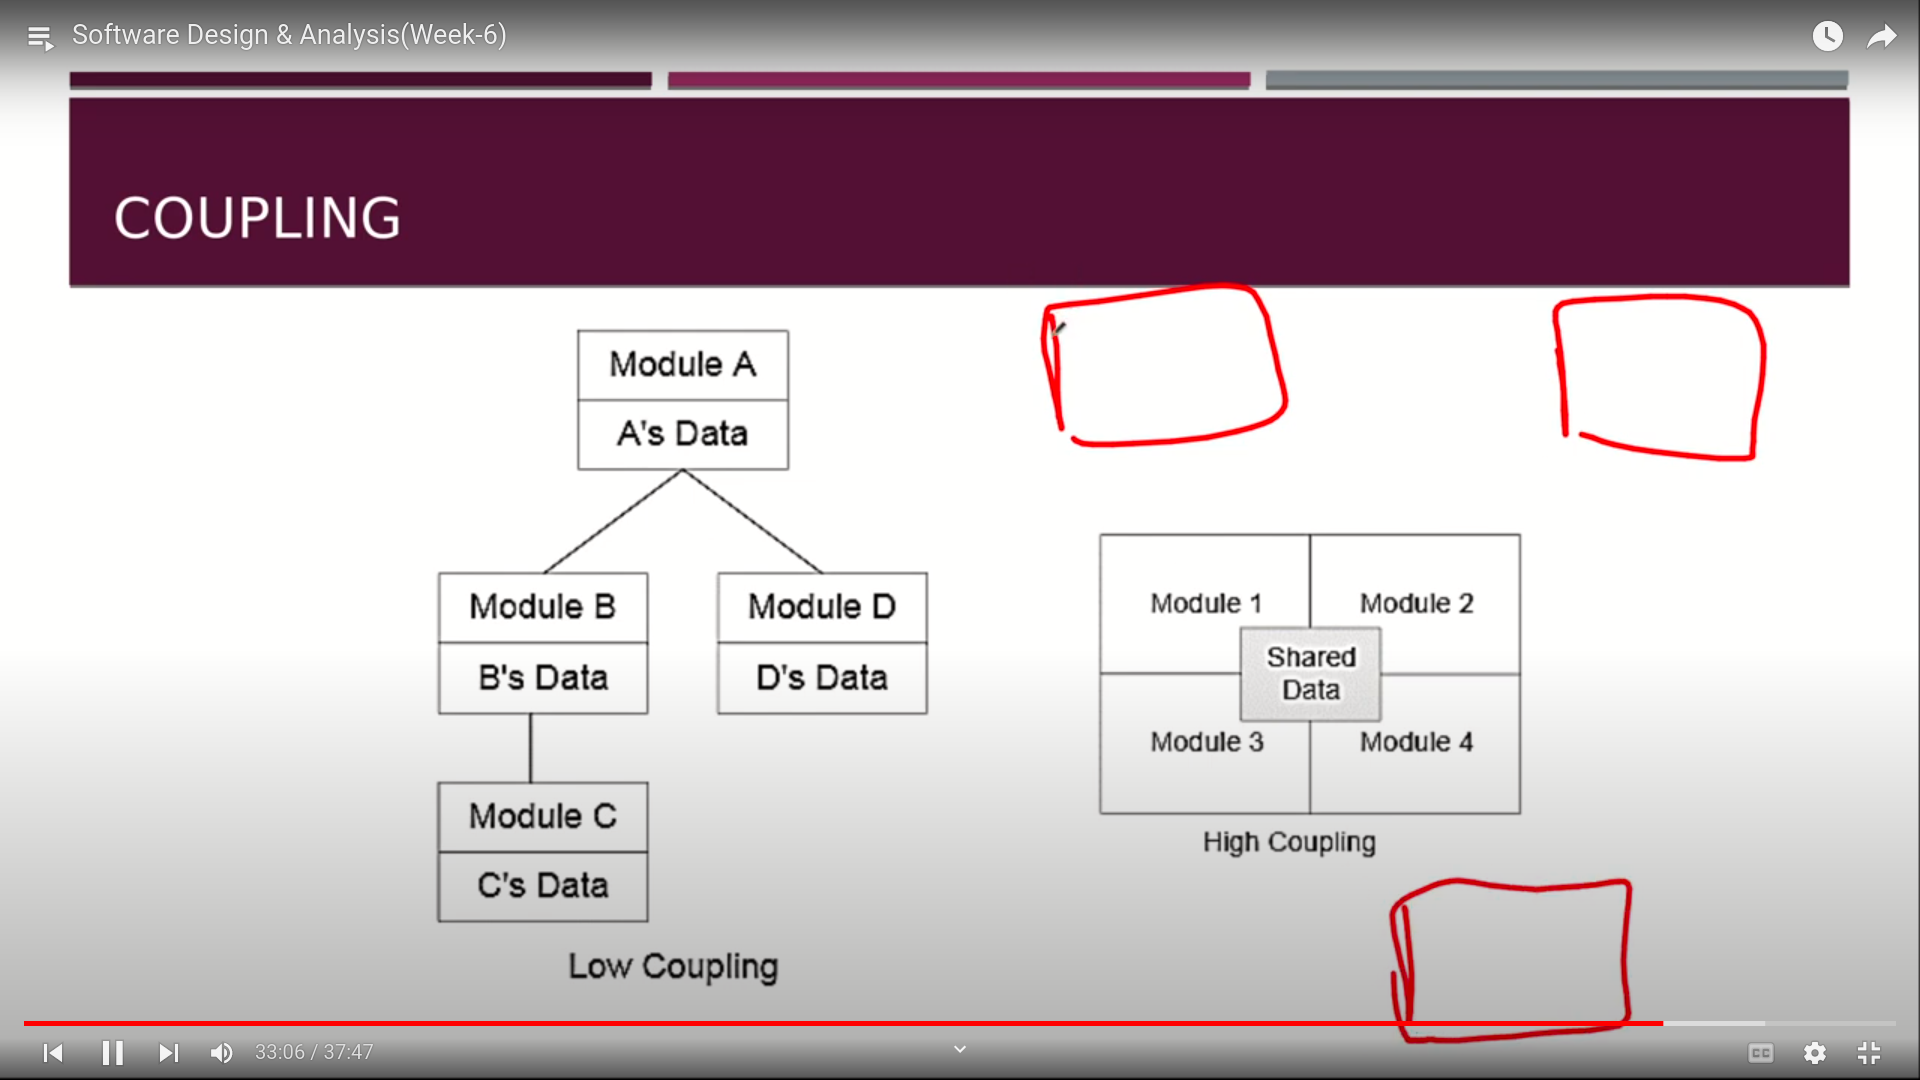 Software Design & Analysis(Week-6)
COUPLING
Module A
A's Data
Module B
B's Data
Module D
D's Data
Module C
C's Data
Low Coupling
Module 1
Module 2
Shared
Data
Module 3
Module 4
High Coupling
33:06 / 37:47
CC